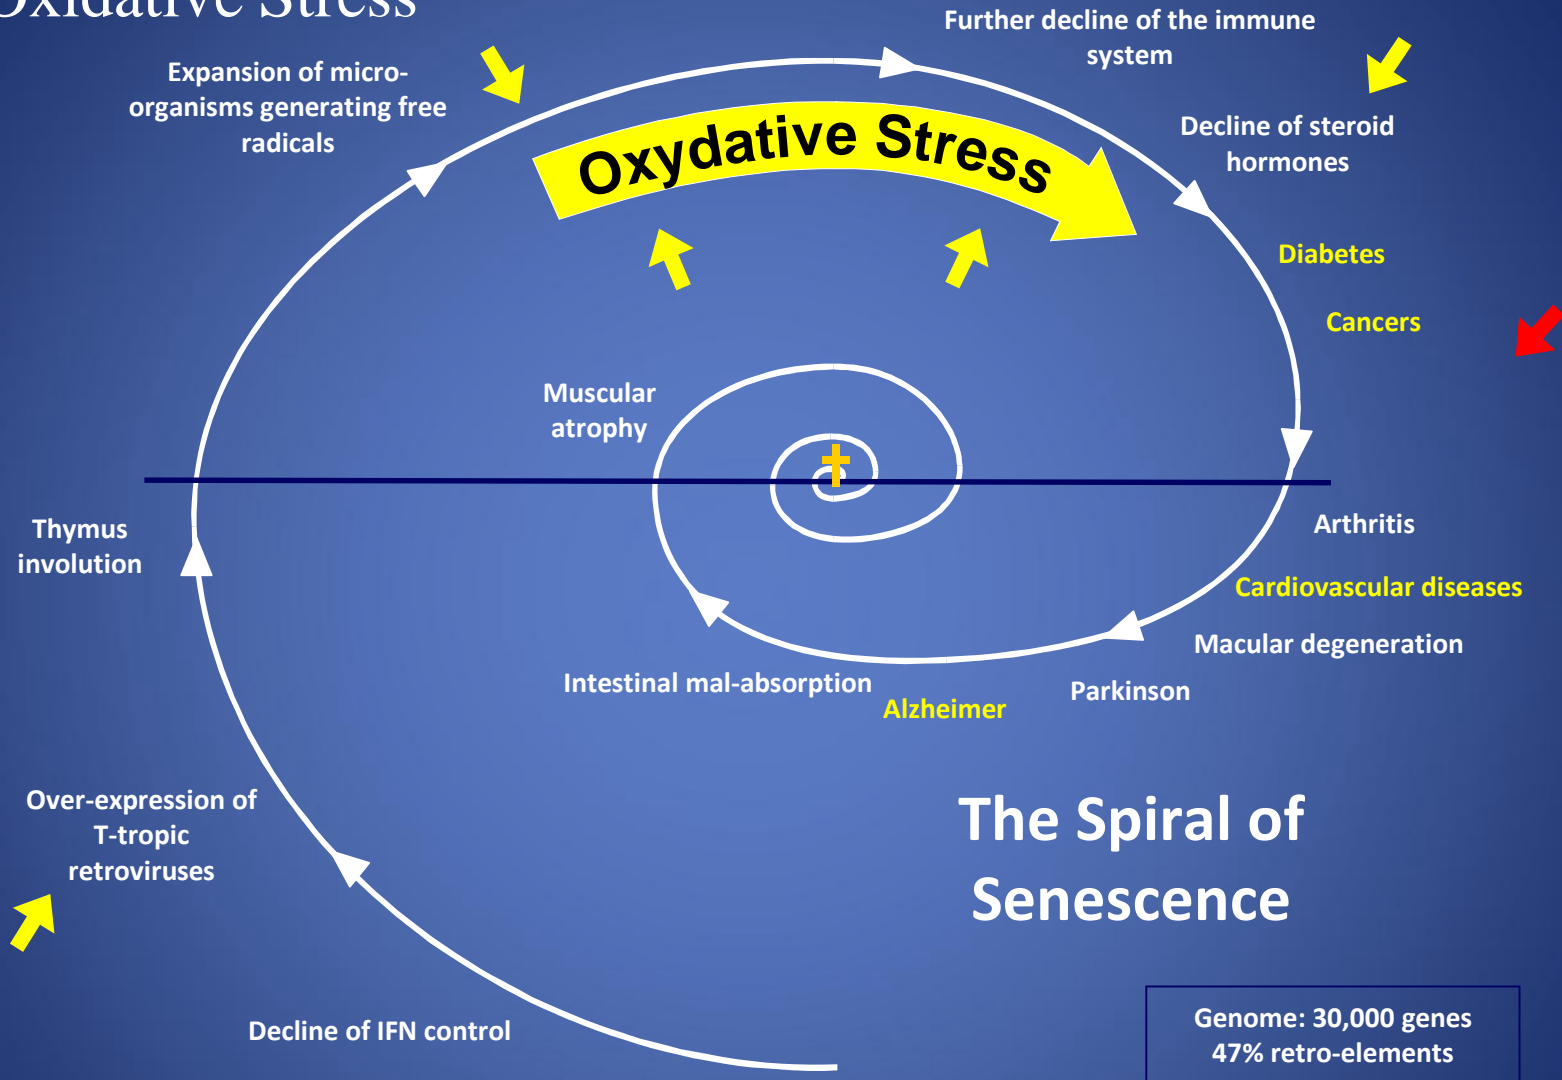 Oxidative Stress
Further decline of the immune
system
Expansion of micro-
organisms generating free
radicals
Oxydative Stress
Decline of steroid
hormones
Diabetes
Cancers
Muscular
atrophy
Thymus
involution
Arthritis
Cardiovascular diseases
Macular degeneration
Intestinal mal-absorption
Alzheimer
Parkinson
Over-expression of
T-tropic
retroviruses
The Spiral of
Senescence
Decline of IFN control
Genome: 30,000 genes
47% retro-elements